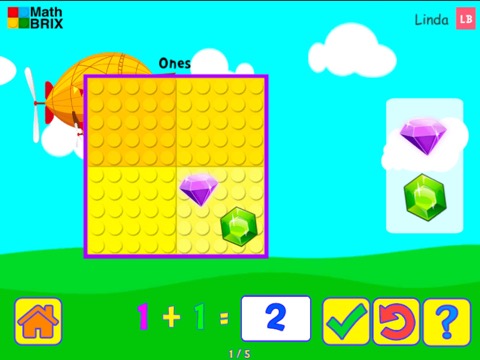 Math
BRIX
Linda LB
Ones
1 + 1 = 2
?
1 / 5